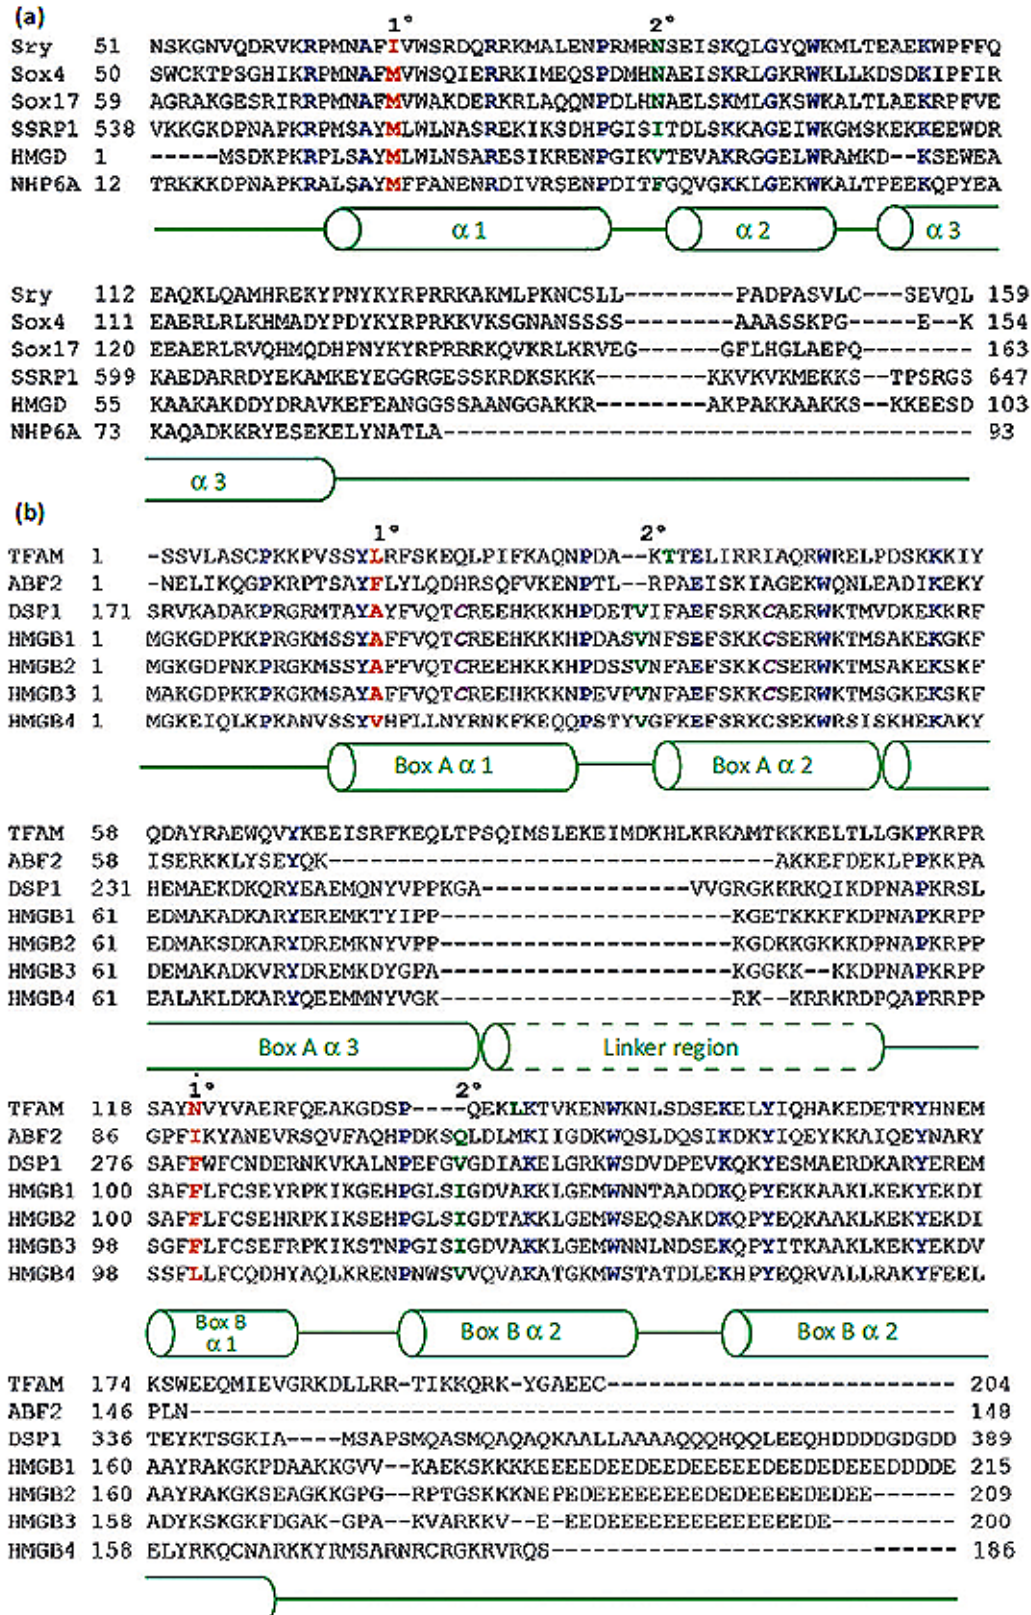 (a)
1° 2°
Sry 51 NSKGNVQDRVKRPMNAFIVWSRDQRRKMALENPRMRNSEISKQLGYQWKMLTEAEKWPFFQ
Sox4 50 SWCKTPSGHIKRPMNAFMVWSQIERRKIMEQSPDMHNAEISKRLGKRWKLLKDSDKIPFIR
Sox17 59 AGRAKGESRIRRPMNAFMVWAKDERKRLAQQNPDLHNAELSKMLGKSWKALTLAEKRPFVE
SSRP1 538 VKKGKDPNAPKRPMSAYMLWLNASREKIKSDHPGISITDLSKKAGEIWKGMSKEKKEEWDR
HMGD 1 -----MSDKPKRPLSAYMLWLNSARESIKRENPGIKVTEVAKRGGELWRAMKD--KSEWEA
NHP6A 12 TRKKKDPNAPKRALSAYMFFANENRDIVRSENPDITFGQVGKKLGEKWKALTPEEKQPYEA
α 1 α 2 α 3
Sry 112 EAQKLQAMHREKYPNYKYRPRRKAKMLPKNCSLL--------PADPASVLC---SEVQL 159
Sox4 111 EAERLRLKHMADYPDYKYRPRKKVKSGNANSSSS--------AAASSKPG-----E--K 154
Sox17 120 EEAERLRVQHMQDHPNYKYRPRRRKQVKRLKRVEG-------GFLHGLAEPQ-------- 163
SSRP1 599 KAEDARRDYEKAMKEYEGGRGESSKRDKSKKK--------KKVKVKMEKKS--TPSRGS 647
HMGD 55 KAAKAKDDYDRAVKEFEANGGSSAANGGAKKR--------AKPAKKAAKKS--KKEESD 103
NHP6A 73 KAQADKKRYESEKELYNATLA-------------------------------------- 93
α 3
(b)
1° 2°
TFAM 1 -SSVLASCPKKPVSSYLRFSKEQLPIFKAQNPDA--KTTELIRRIAQRWRELPDSKKKIY
ABF2 1 -NELIKQGPKRPTSAYFLYLQDHRSQFVKENPTL--RPAEISKIAGEKWQNLEADIKEKY
DSP1 171 SRVKADAKPRGRMTAYAYFVQTCREEHKKKHPDETVIFAEFSRKCAERWKTMVDKEKKRF
HMGB1 1 MGKGDPKKPRGKMSSYAFFVQTCREEHKKKHPDASVNFSEFSKKCSERWKTMSAKEKGKF
HMGB2 1 MGKGDPNKPRGKMSSYAFFVQTCREEHKKKHPDSSVNFAEFSKKCSERWKTMSAKEKSKF
HMGB3 1 MAKGDPKKPKGKMSAYAFFVQTCREEHKKKNPEVPVNFAEFSKKCSERWKTMSGKEKSKF
HMGB4 1 MGKEIQLKPKANVSSYVHFLLNYRNKFKEQQPSTYVGFKEFSRKCSEKWRSISKHEKAKY
Box A α 1 Box A α 2
TFAM 58 QDAYRAEWQVYKEEISRFKEQLTPSQIMSLEKEIMDKHLKRKAMTKKKELTLLGKPKRPR
ABF2 58 ISERKKLYSEYQK-------------------------------AKKEFDEKLPPKKPA
DSP1 231 HEMAEKDKQRYEAEMQNYVPPKGA---------------VVGRGKKRKQIKDPNAPKRSL
HMGB1 61 EDMAKADKARYEREMKTYIPP---------------------KGETKKKFKDPNAPKRPP
HMGB2 61 EDMAKSDKARYDREMKNYVPP---------------------KGDKKGKKKDPNAPKRPP
HMGB3 61 DEMAKADKVRYDREMKDYGPA---------------------KGGKK--KKDPNAPKRPP
HMGB4 61 EALAKLDKARYQEEMMNYVGK---------------------RK--KRRKRDPQAPRRPP
Box A α 3 Linker region
1° 2°
TFAM 118 SAYNVYVAERFQEAKGDSP----QEKLKTVKENWKNLSDSEKELYIQHAKEDETRYHNEM
ABF2 86 GPFIKYANEVRSQVFAQHPDKSQLDLMKIIGDKWQSLDQSIKDKYIQEYKKAIQEYNARY
DSP1 276 SAFFWFCNDERNKVKALNPEFGVGDIAKELGRKWSDVDPEVKQKYESMAERDKARYEREM
HMGB1 100 SAFFLFCSEYRPKIKGEHPGLSIGDVAKKLGEMWNNTAADDKQPYEKKAAKLKEKYEKDI
HMGB2 100 SAFFLFCSEHRPKIKSEHPGLSIGDTAKKLGEMWSEQSAKDKQPYEQKAAKLKEKYEKDI
HMGB3 98 SGFFLFCSEFRPKIKSTNPGISIGDVAKKLGEMWNNLNDSEKQPYITKAAKLKEKYEKDV
HMGB4 98 SSFLLFCQDHYAQLKRENPNWSVVQVAKATGKMWSTATDLEKHPYEQRVALLRAKYFEEL
Box B α 1 Box B α 2 Box B α 2
TFAM 174 KSWEEQMIEVGRKDLLRR-TIKKQRK-YGAEEC------------------------- 204
ABF2 146 PLN------------------------------------------------------- 148
DSP1 336 TEYKTSGKIA----MSAPSMQASMQAQAQKAALLAAAAQQQHQQLEEQHDDDDGDGDD 389
HMGB1 160 AAYRAKGKPDAAKKGVV--KAEKSKKKKEEEEDEEDEEDEEEEEDEEDEDEEEDDDDE 215
HMGB2 160 AAYRAKGKSEAGKKGPG--RPTGSKKKNEPEDEEEEEEEEDEDEEEEDEDEE------ 209
HMGB3 158 ADYKSKGKFDGAK-GPA--KVARKKV--E-EEDEEEEEEEEEEEEEEEDE-------- 200
HMGB4 158 ELYRKQCNARKKYRMSARNRCRGKRVRQS----------------------------- 186